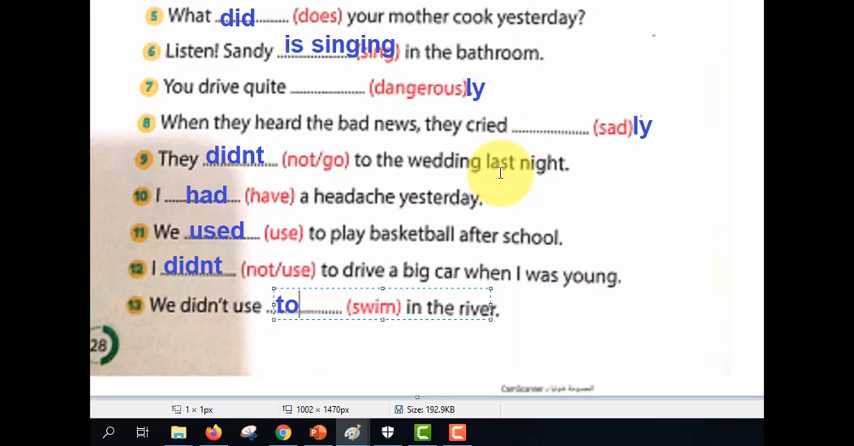 5 What did (does) your mother cook yesterday?
6 Listen! Sandy is singing (sing) in the bathroom.
7 You drive quite .................... (dangerous)ly
8 When they heard the bad news, they cried .................... (sad)ly
9 They didnt (not/go) to the wedding last night.
10 I had (have) a headache yesterday.
11 We used (use) to play basketball after school.
12 I didnt (not/use) to drive a big car when I was young.
13 We didn't use to (swim) in the river.
28
CamScanner
1 × 1px 1002 × 1470px Size: 192.9KB